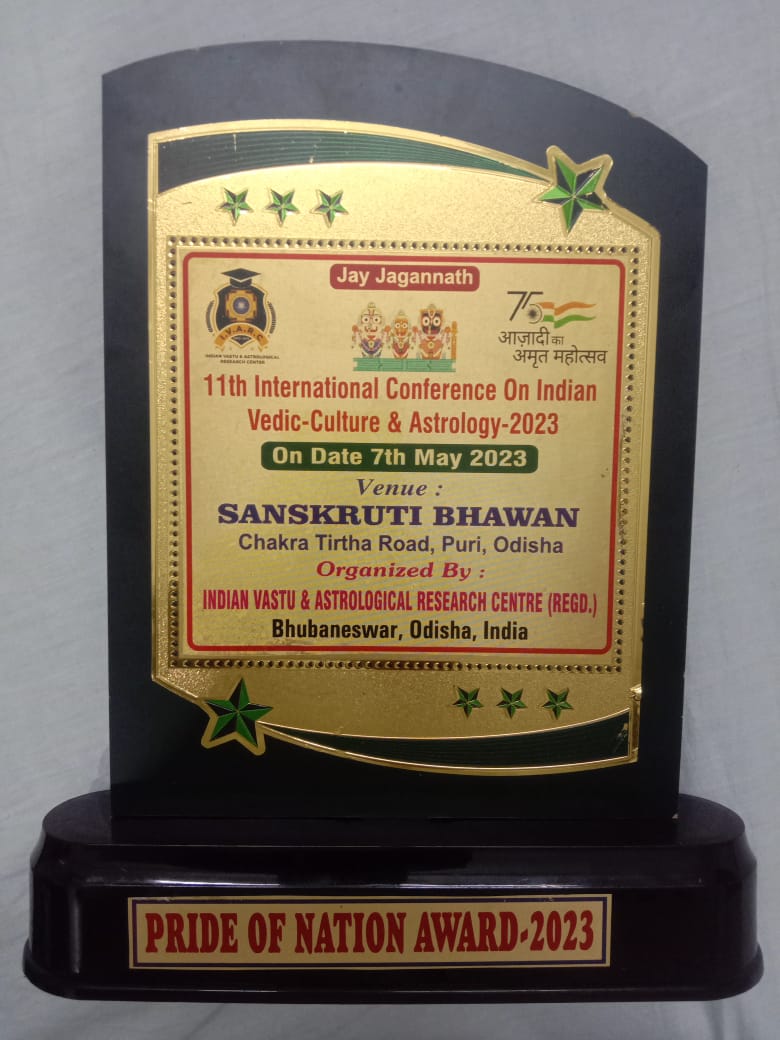 Jay Jagannath
I.V.A.R.C
INDIAN VASTU & ASTROLOGICAL
RESEARCH CENTER
75
आज़ादी का
अमृत महोत्सव
11th International Conference On Indian
Vedic-Culture & Astrology-2023
On Date 7th May 2023
Venue :
SANSKRUTI BHAWAN
Chakra Tirtha Road, Puri, Odisha
Organized By :
INDIAN VASTU & ASTROLOGICAL RESEARCH CENTRE (REGD.)
Bhubaneswar, Odisha, India
PRIDE OF NATION AWARD-2023